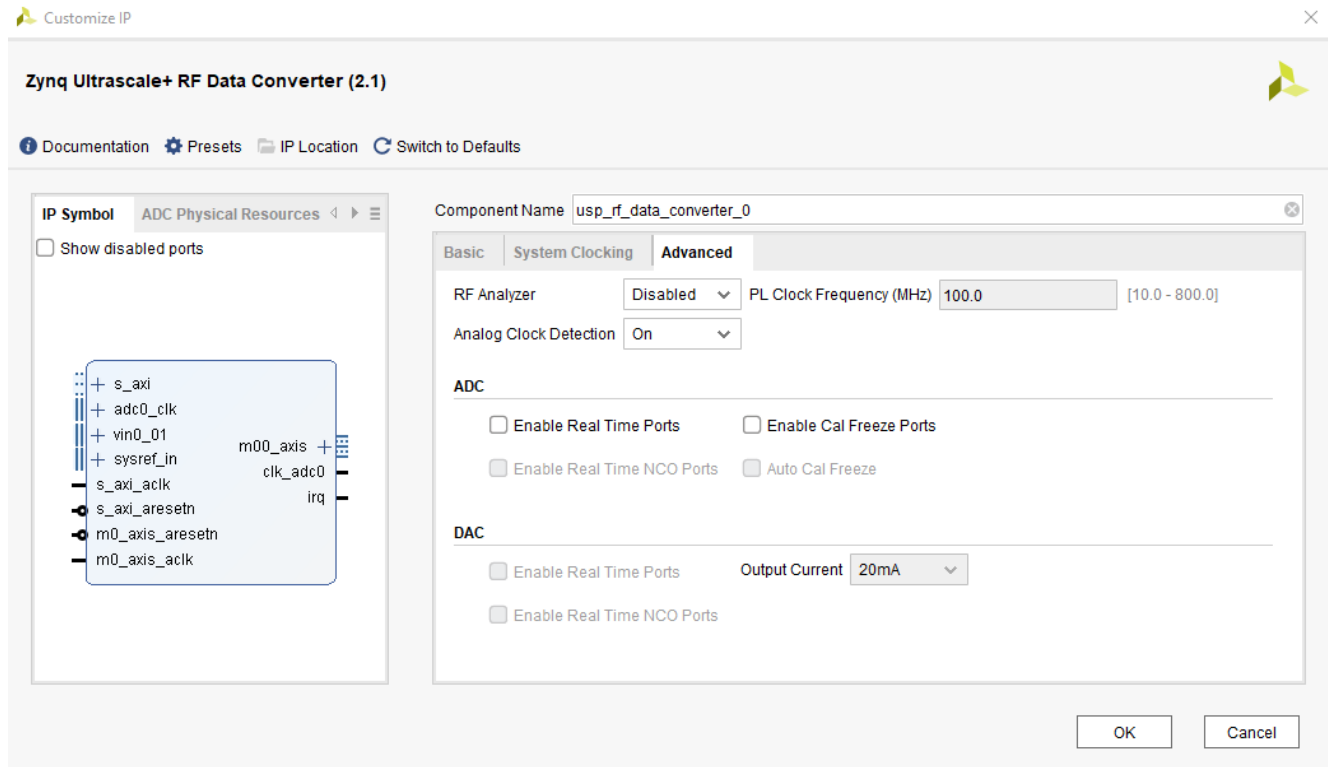 Customize IP
Zynq Ultrascale+ RF Data Converter (2.1)
Documentation Presets IP Location Switch to Defaults
IP Symbol ADC Physical Resources
Show disabled ports
s_axi
adc0_clk
vin0_01
sysref_in
s_axi_aclk
s_axi_aresetn
m0_axis_aresetn
m0_axis_aclk
m00_axis
clk_adc0
irq
Component Name usp_rf_data_converter_0
Basic System Clocking Advanced
RF Analyzer Disabled PL Clock Frequency (MHz) 100.0 [10.0 - 800.0]
Analog Clock Detection On
ADC
Enable Real Time Ports Enable Cal Freeze Ports
Enable Real Time NCO Ports Auto Cal Freeze
DAC
Enable Real Time Ports Output Current 20mA
Enable Real Time NCO Ports
OK Cancel